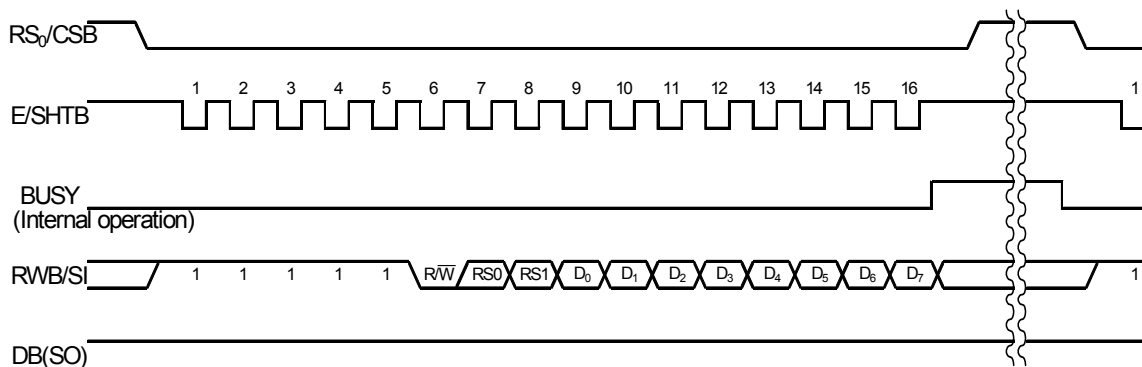 RS₀/CSB
1 2 3 4 5 6 7 8 9 10 11 12 13 14 15 16 1
E/SHTB
BUSY
(Internal operation)
RWB/SI 1 1 1 1 1 R/W̅ RS0 RS1 D₀ D₁ D₂ D₃ D₄ D₅ D₆ D₇ 1
DB(SO)